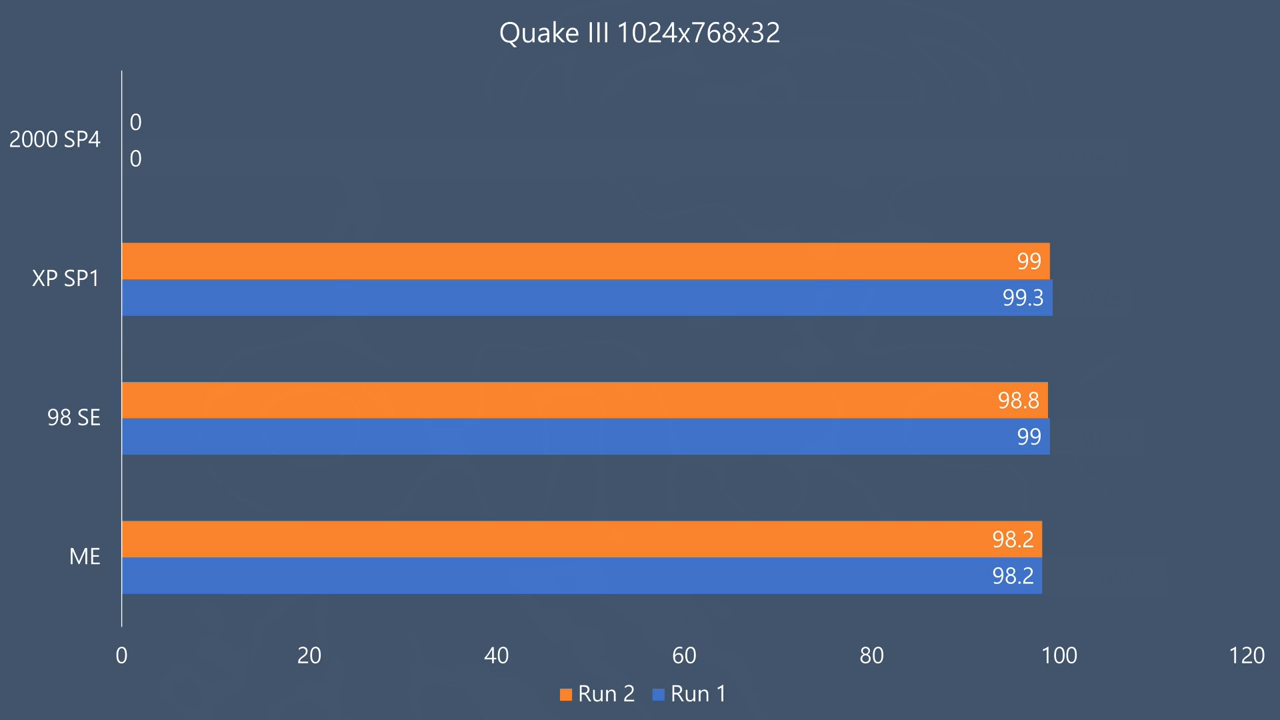 Quake III 1024x768x32
2000 SP4
0
0
XP SP1
99
99.3
98 SE
98.8
99
ME
98.2
98.2
0 20 40 60 80 100 120
Run 2 Run 1